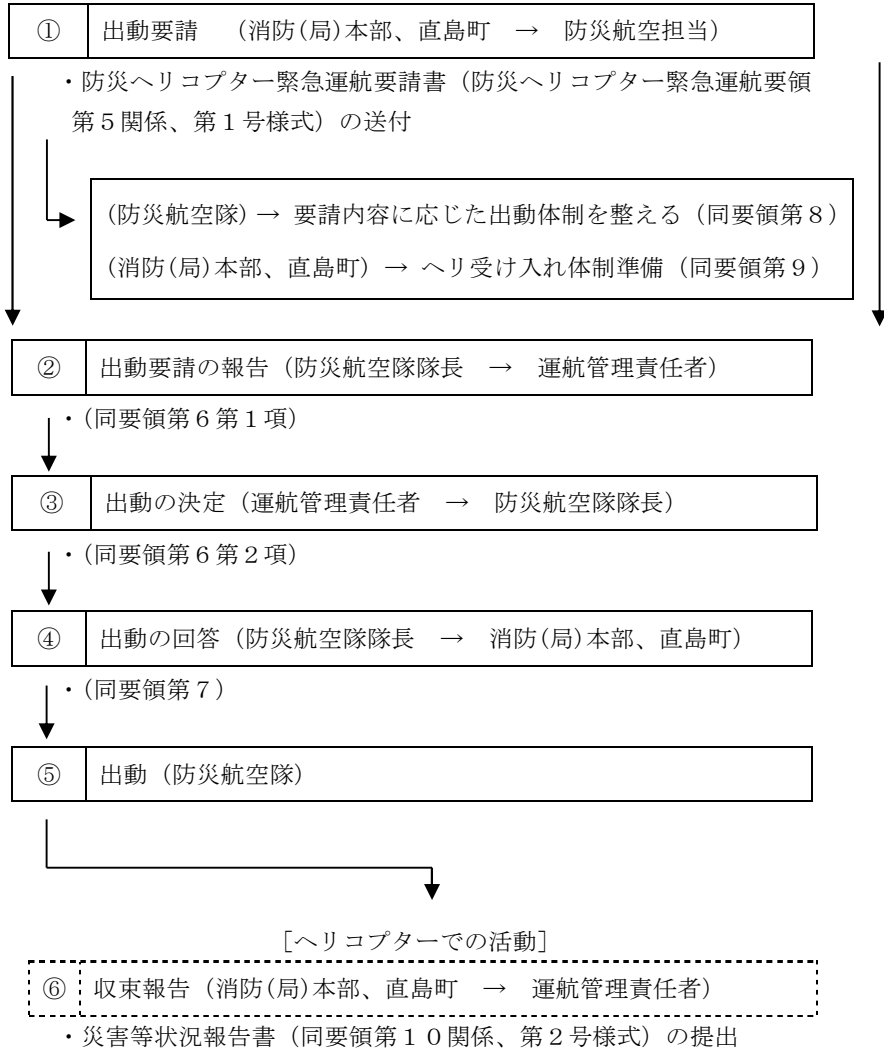 ① 出動要請　（消防(局)本部、直島町　→　防災航空担当）
・防災ヘリコプター緊急運航要請書（防災ヘリコプター緊急運航要領
第５関係、第１号様式）の送付
（防災航空隊）→ 要請内容に応じた出動体制を整える（同要領第８）
（消防(局)本部、直島町）→ ヘリ受け入れ体制準備（同要領第９）
② 出動要請の報告（防災航空隊隊長　→　運航管理責任者）
・（同要領第６第１項）
③ 出動の決定（運航管理責任者　→　防災航空隊隊長）
・（同要領第６第２項）
④ 出動の回答（防災航空隊隊長　→　消防(局)本部、直島町）
・（同要領第７）
⑤ 出動（防災航空隊）
［ヘリコプターでの活動］
⑥ 収束報告（消防(局)本部、直島町　→　運航管理責任者）
・災害等状況報告書（同要領第１０関係、第２号様式）の提出